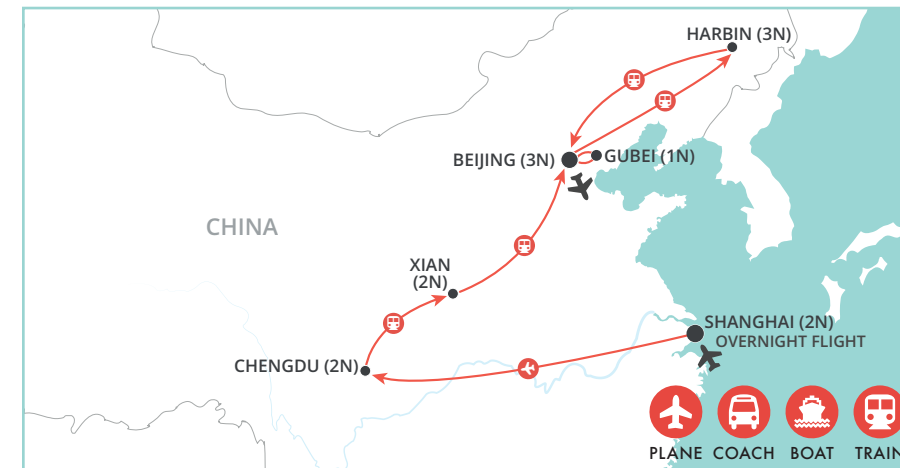 HARBIN (3N)
BEIJING (3N)
GUBEI (1N)
CHINA
XIAN
(2N)
SHANGHAI (2N)
OVERNIGHT FLIGHT
CHENGDU (2N)
PLANE COACH BOAT TRAIN